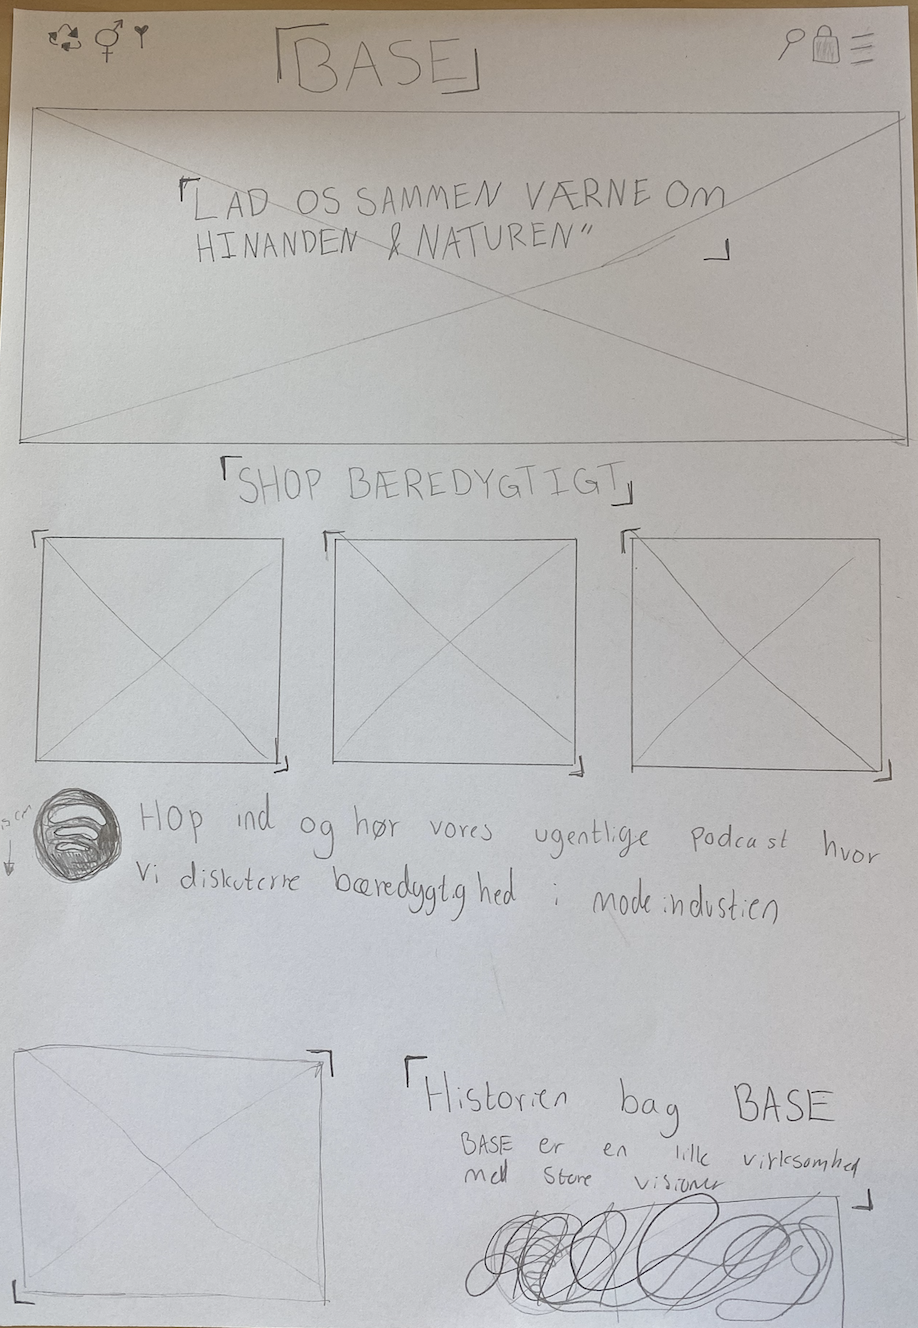 BASE
LAD OS SAMMEN VÆRNE OM
HINANDEN & NATUREN"
SHOP BÆREDYGTIGT
HOP ind og hør vores ugentlige podcast hvor
vi diskuterre bæredygtighed i modeindustien
Historien bag BASE
BASE er en lille virksomhed
med store visioner